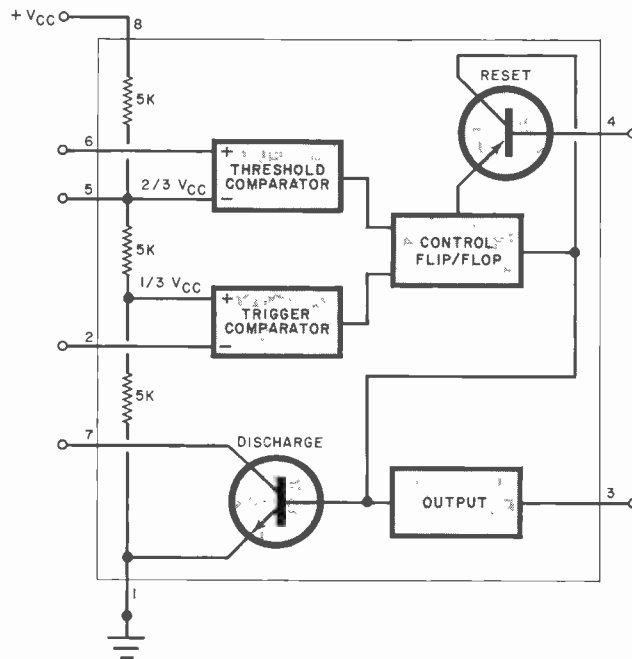 + VCC
8
5K
RESET
4
6
+
THRESHOLD
COMPARATOR
−
5
2/3 VCC
CONTROL
FLIP/FLOP
5K
1/3 VCC
+
TRIGGER
COMPARATOR
−
2
5K
7
DISCHARGE
OUTPUT
3
1